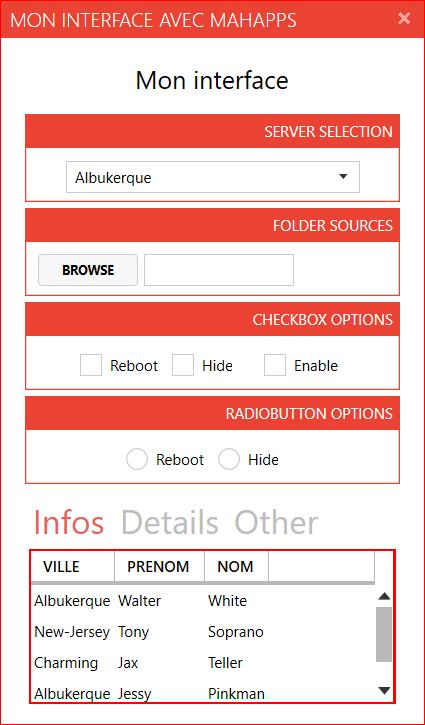 MON INTERFACE AVEC MAHAPPS
Mon interface
SERVER SELECTION
Albukerque
FOLDER SOURCES
BROWSE
CHECKBOX OPTIONS
Reboot Hide Enable
RADIOBUTTON OPTIONS
Reboot Hide
Infos Details Other
VILLE PRENOM NOM
Albukerque Walter White
New-Jersey Tony Soprano
Charming Jax Teller
Albukerque Jessy Pinkman